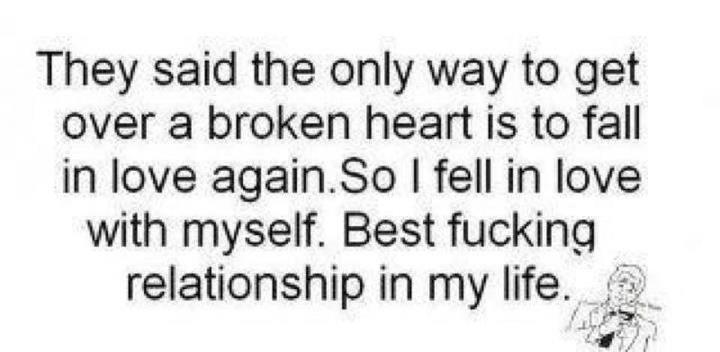 They said the only way to get
over a broken heart is to fall
in love again.So I fell in love
with myself. Best fucking
relationship in my life.